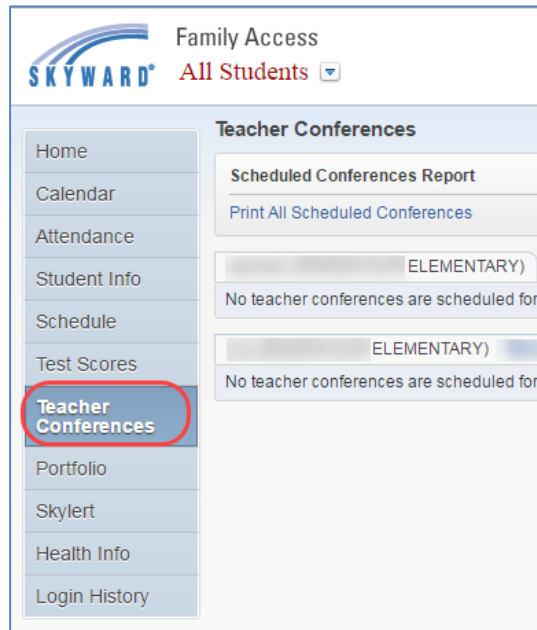 Family Access
SKYWARD®
All Students
Home
Calendar
Attendance
Student Info
Schedule
Test Scores
Teacher
Conferences
Portfolio
Skylert
Health Info
Login History
Teacher Conferences
Scheduled Conferences Report
Print All Scheduled Conferences
ELEMENTARY)
No teacher conferences are scheduled for
ELEMENTARY)
No teacher conferences are scheduled for